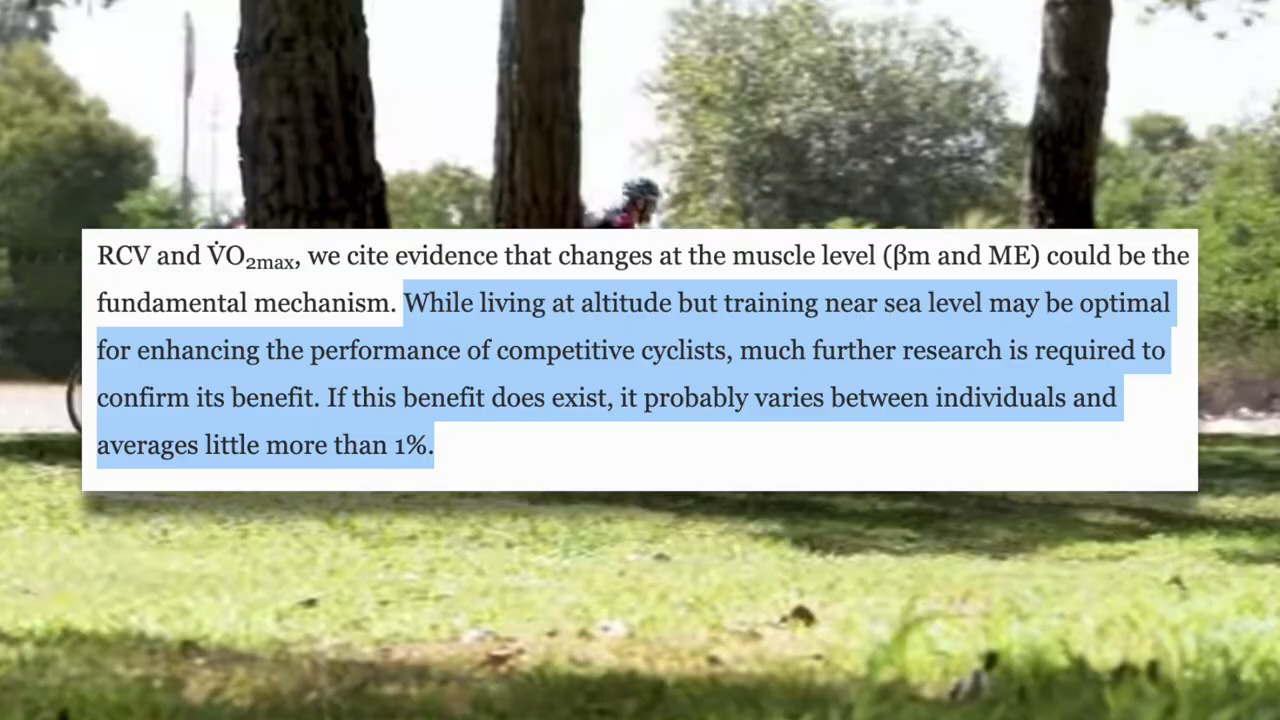 RCV and V̇O₂max, we cite evidence that changes at the muscle level (βm and ME) could be the
fundamental mechanism. While living at altitude but training near sea level may be optimal
for enhancing the performance of competitive cyclists, much further research is required to
confirm its benefit. If this benefit does exist, it probably varies between individuals and
averages little more than 1%.